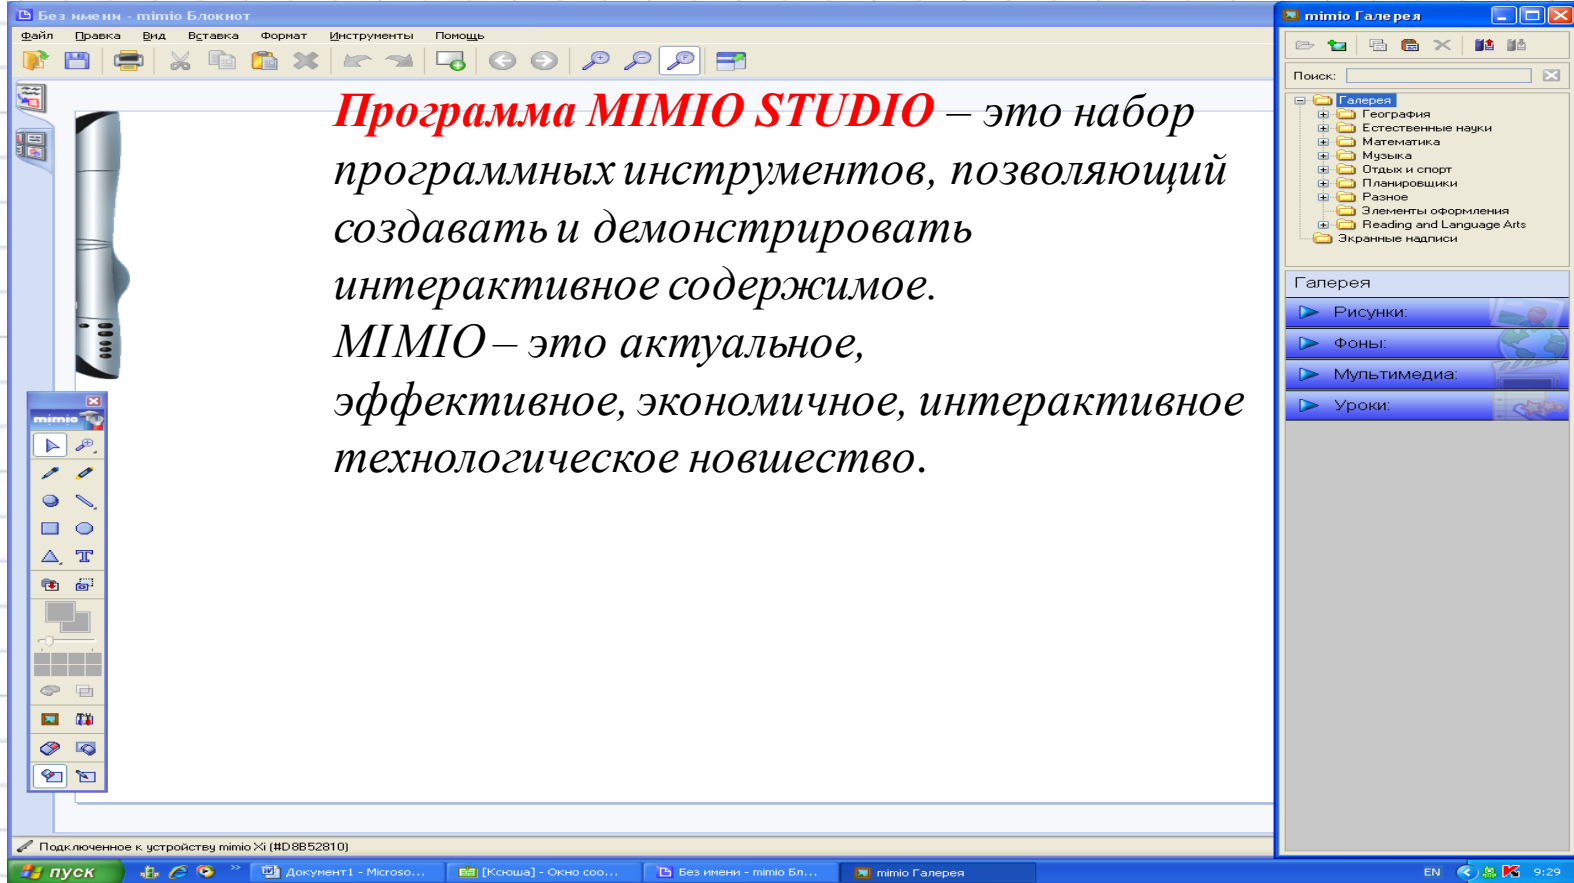 Без имени - mimio Блокнот
Файл Правка Вид Вставка Формат Инструменты Помощь
Программа MIMIO STUDIO – это набор
программных инструментов, позволяющий
создавать и демонстрировать
интерактивное содержимое.
MIMIO – это актуальное,
эффективное, экономичное, интерактивное
технологическое новшество.
mimio
T
mimio Галерея
Поиск:
Галерея
География
Естественные науки
Математика
Музыка
Отдых и спорт
Планировщики
Разное
Элементы оформления
Reading and Language Arts
Экранные надписи
Галерея
Рисунки:
Фоны:
Мультимедиа:
Уроки:
Подключенное к устройству mimio Xi (#D8B52810)
пуск
Документ1 - Microso...
[Ксюша] - Окно соо...
Без имени - mimio Бл...
mimio Галерея
EN
9:29